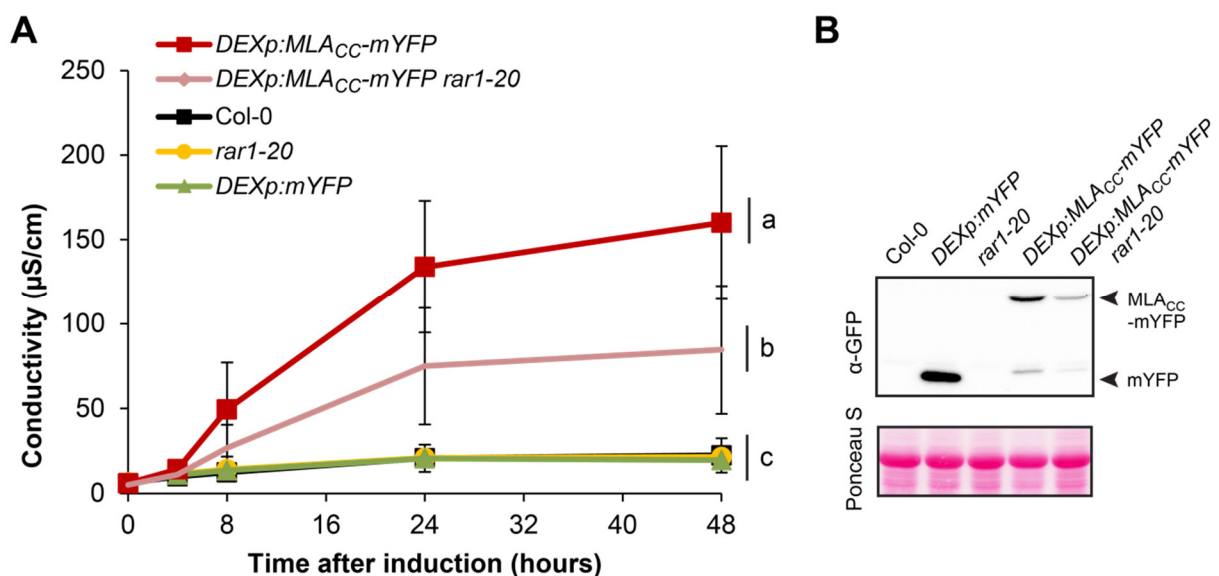 A
DEXp:MLACC-mYFP
DEXp:MLACC-mYFP rar1-20
Col-0
rar1-20
DEXp:mYFP
Conductivity (µS/cm)
250
200
150
100
50
0
a
b
c
0 8 16 24 32 40 48
Time after induction (hours)
B
Col-0
DEXp:mYFP
rar1-20
DEXp:MLACC-mYFP
DEXp:MLACC-mYFP
rar1-20
α-GFP
MLACC
-mYFP
mYFP
Ponceau S